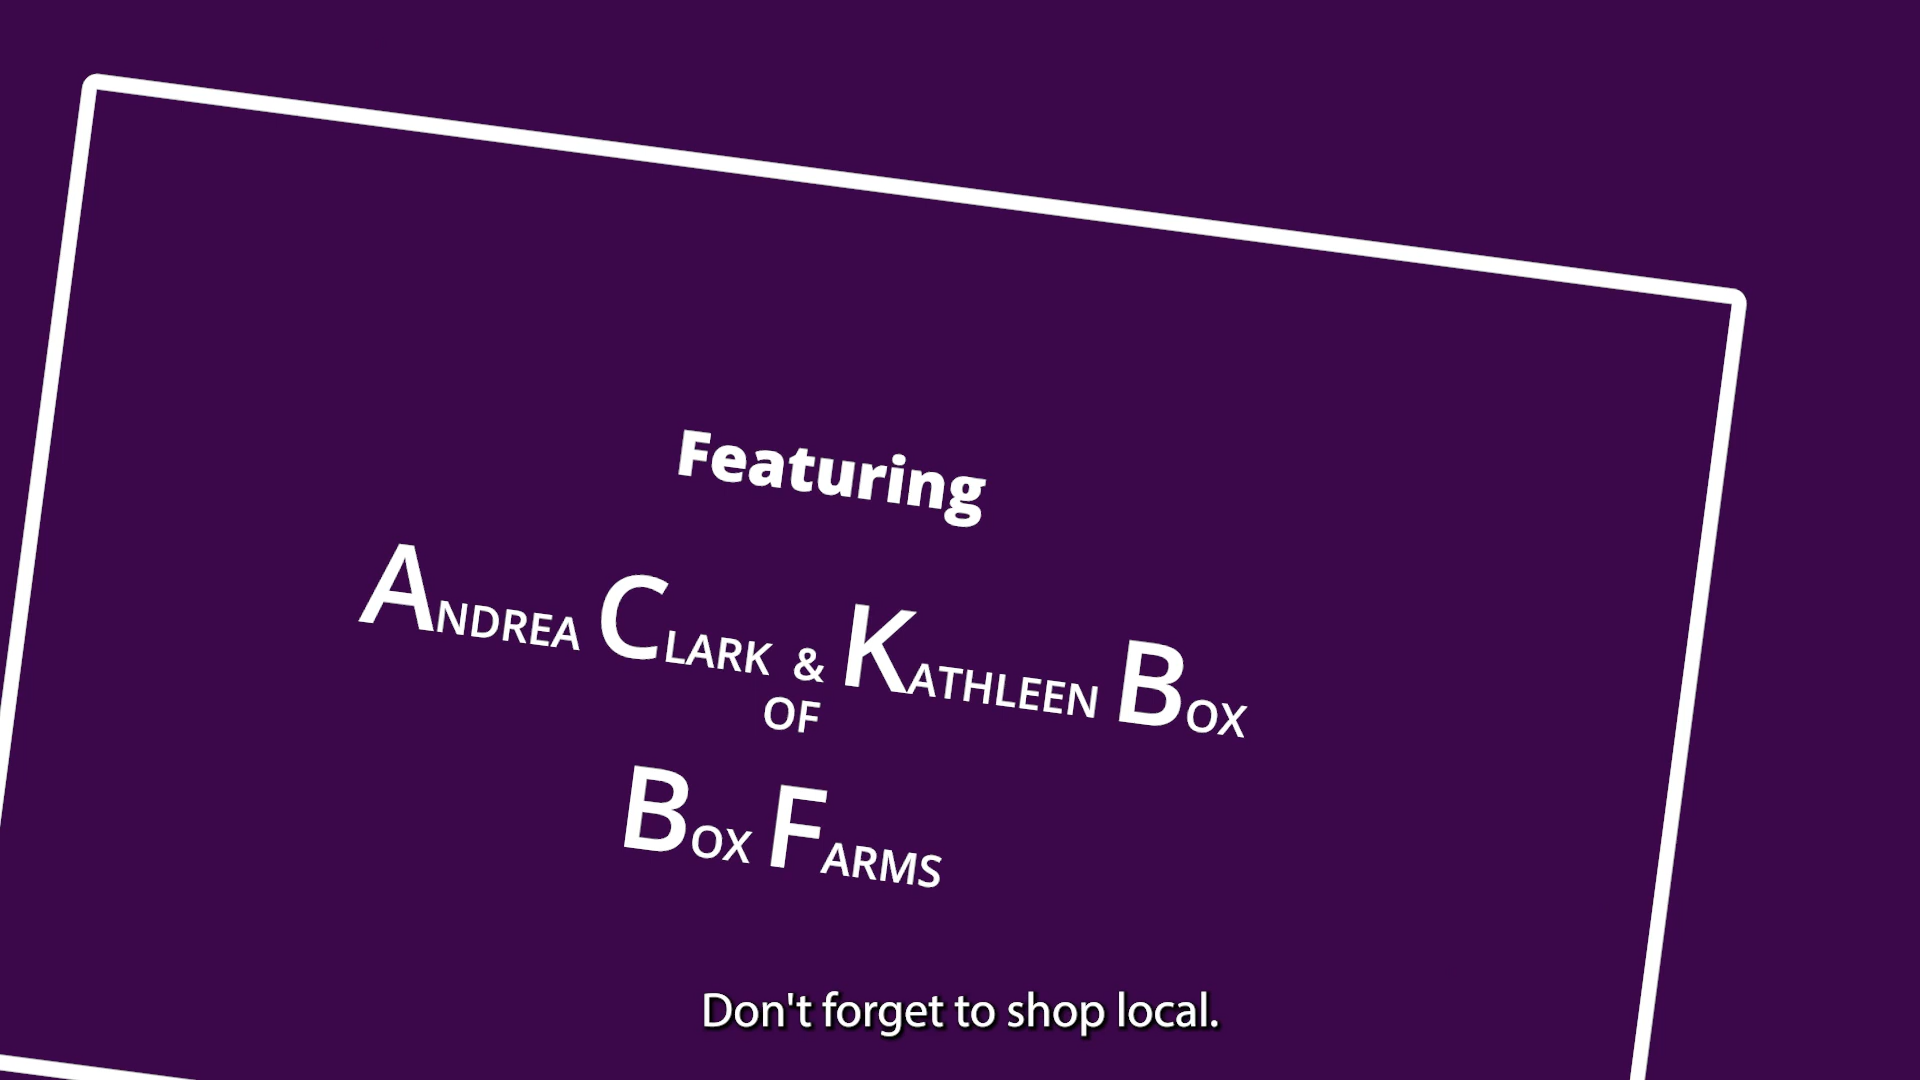 Featuring
Andrea Clark & Kathleen Box
of
Box Farms
Don't forget to shop local.